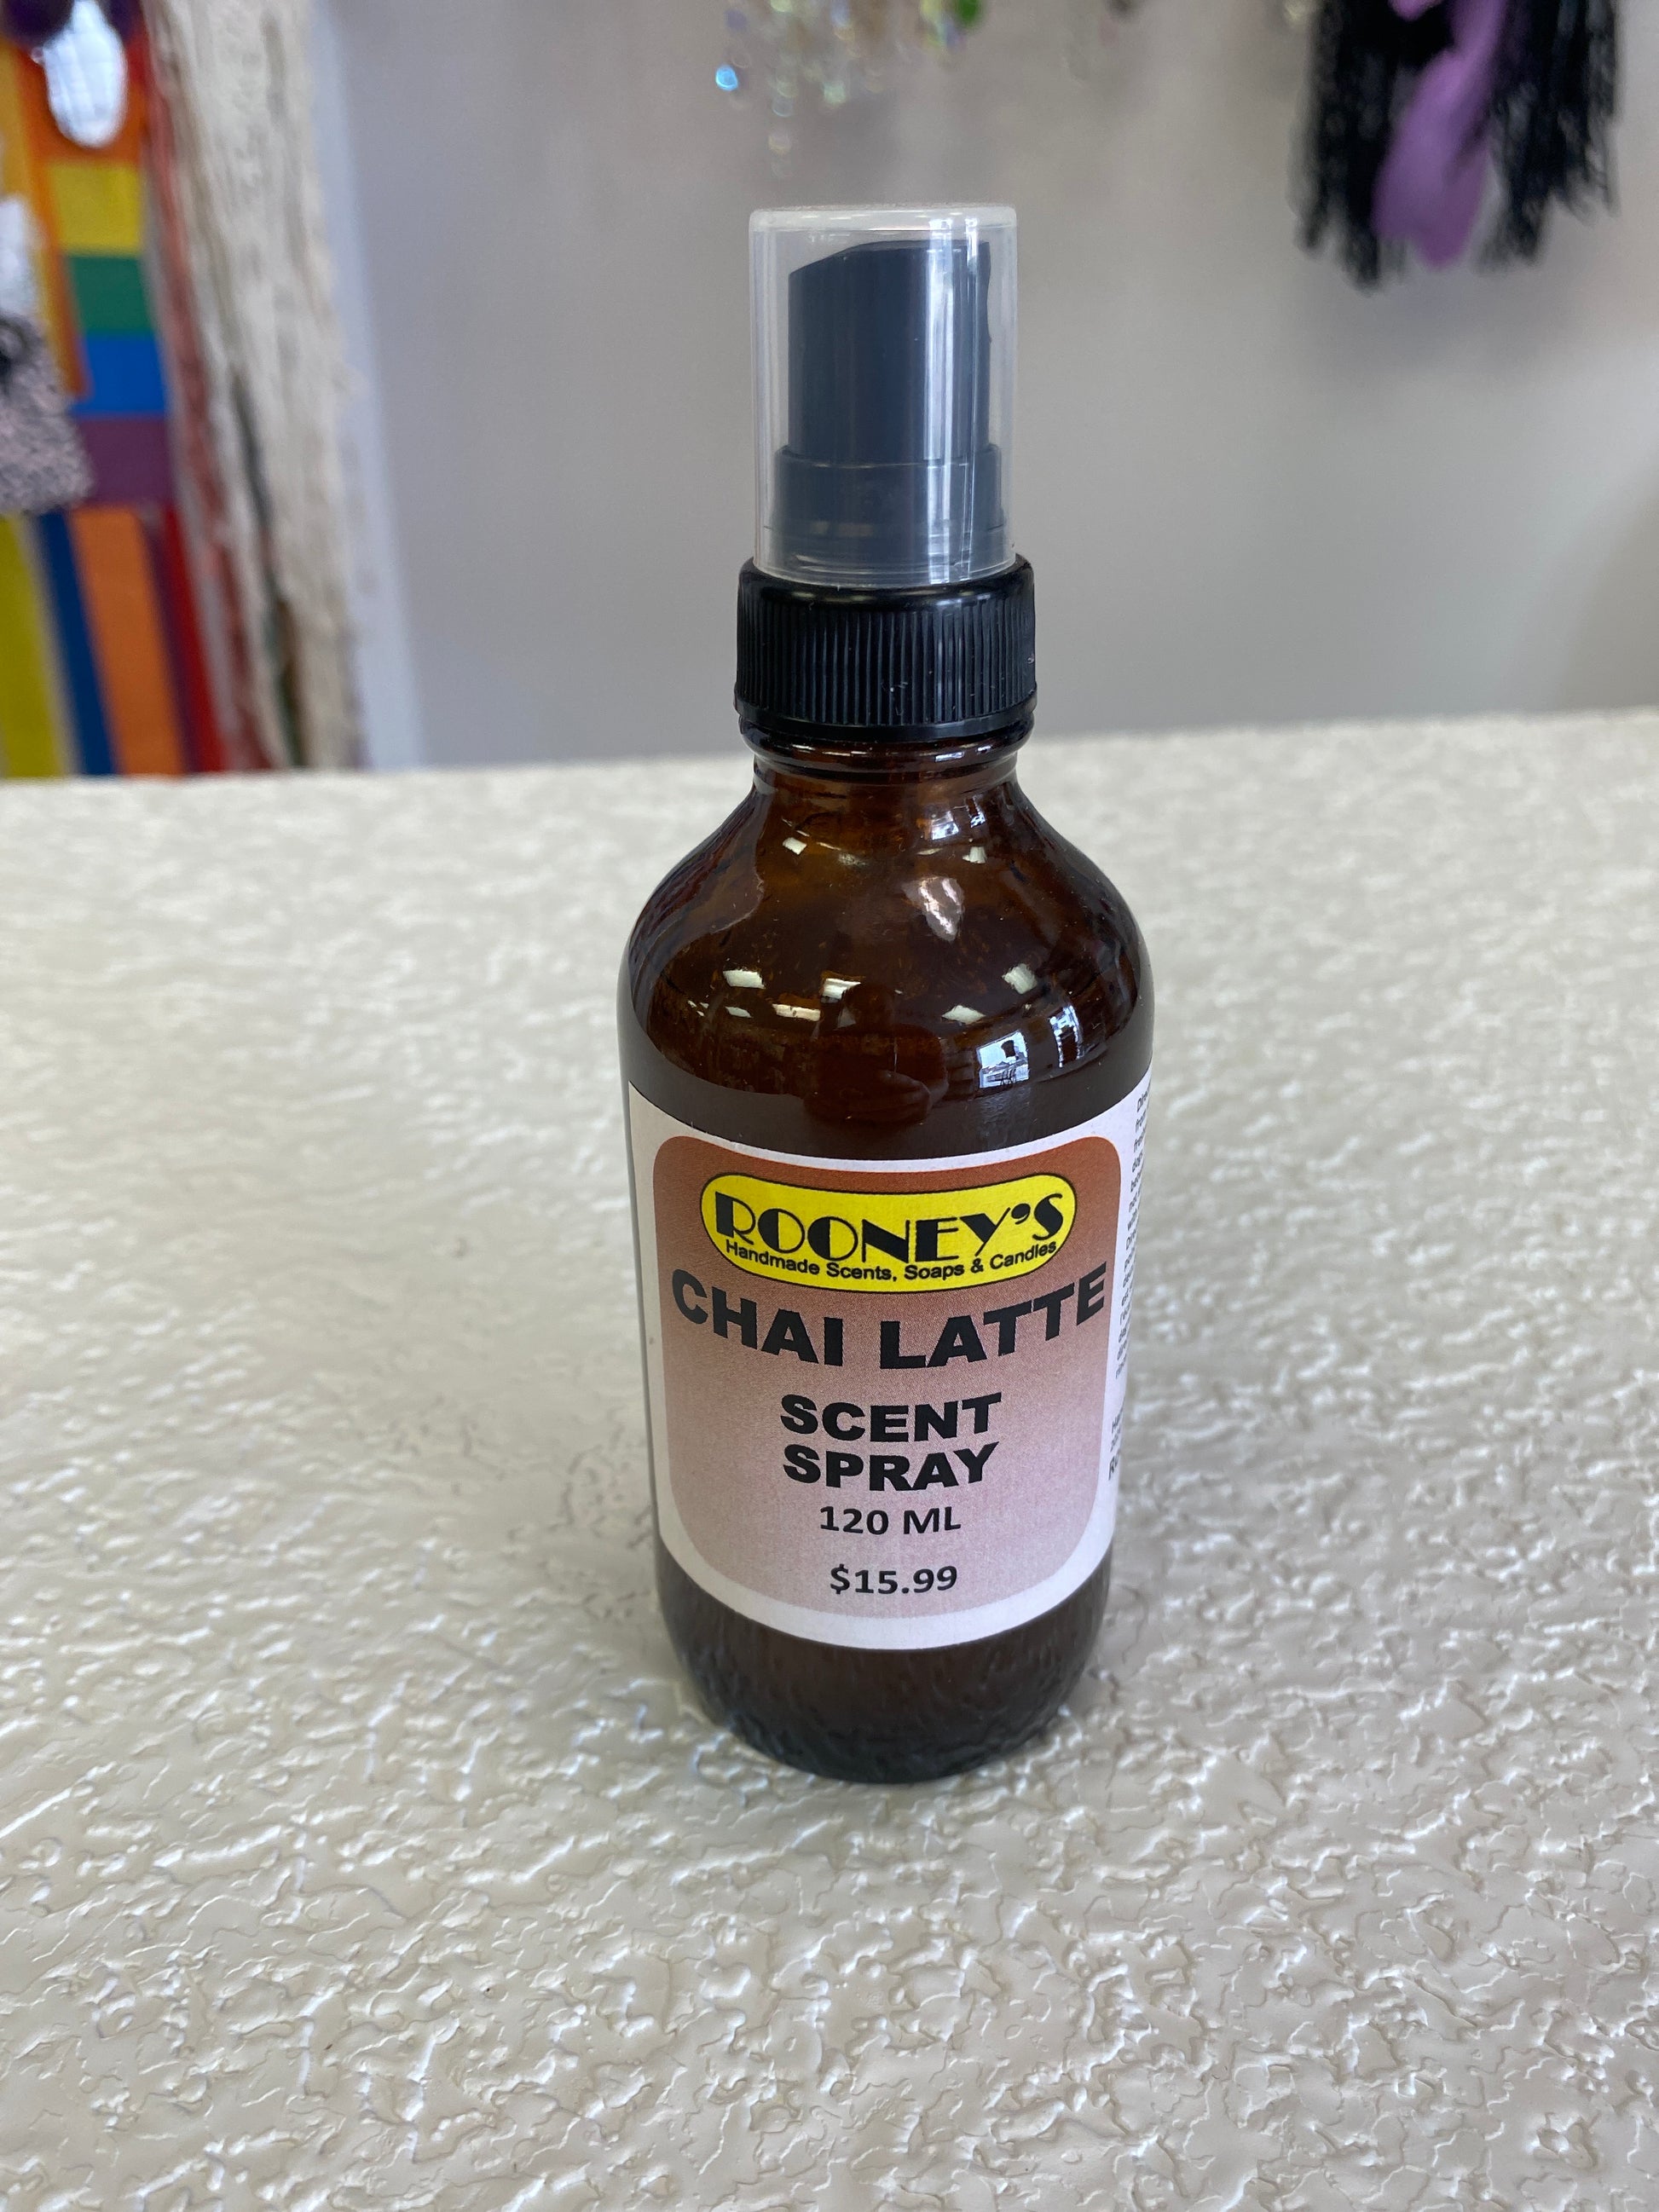 ROONEY'S
Handmade Scents, Soaps & Candles
CHAI LATTE
SCENT
SPRAY
120 ML
$15.99